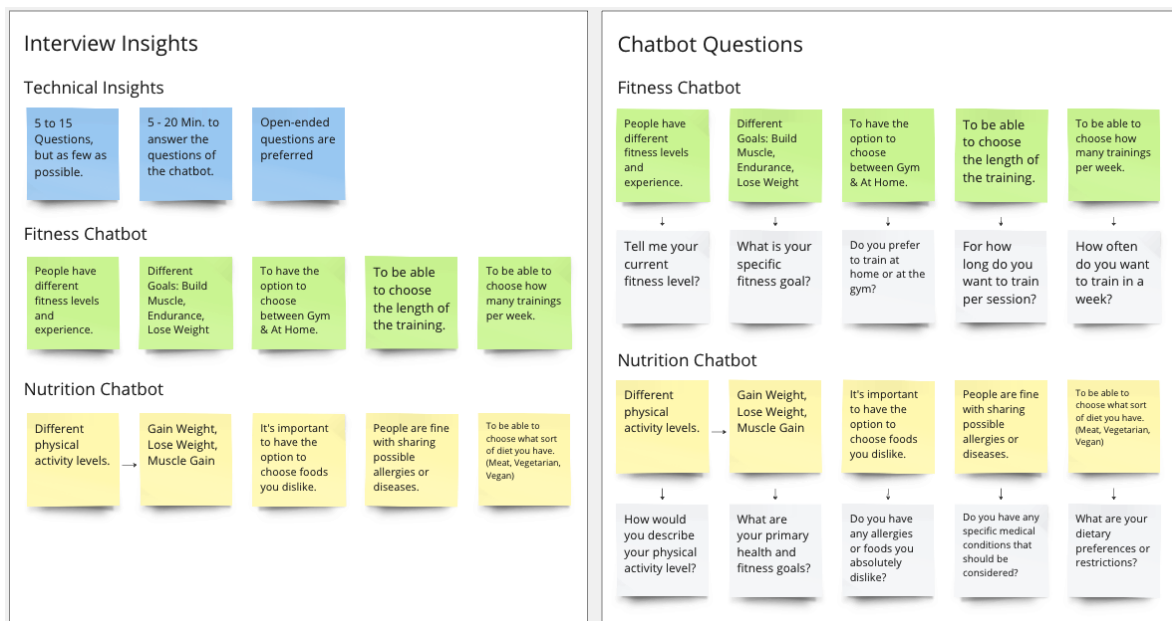 Interview Insights
Technical Insights
5 to 15
Questions,
but as few as
possible.
5 - 20 Min. to
answer the
questions of
the chatbot.
Open-ended
questions are
preferred
Fitness Chatbot
People have
different
fitness levels
and
experience.
Different
Goals: Build
Muscle,
Endurance,
Lose Weight
To have the
option to
choose
between Gym
& At Home.
To be able
to choose
the length of
the training.
To be able to
choose how
many trainings
per week.
Nutrition Chatbot
Different
physical
activity levels.
Gain Weight,
Lose Weight,
Muscle Gain
It's important
to have the
option to
choose foods
you dislike.
People are fine
with sharing
possible
allergies or
diseases.
To be able to
choose what sort
of diet you have.
(Meat, Vegetarian,
Vegan)
Chatbot Questions
Fitness Chatbot
People have
different
fitness levels
and
experience.
Different
Goals: Build
Muscle,
Endurance,
Lose Weight
To have the
option to
choose
between Gym
& At Home.
To be able
to choose
the length of
the training.
To be able to
choose how
many trainings
per week.
Tell me your
current
fitness level?
What is your
specific
fitness goal?
Do you prefer
to train at
home or at the
gym?
For how
long do you
want to train
per session?
How often
do you want
to train in a
week?
Nutrition Chatbot
Different
physical
activity levels.
Gain Weight,
Lose Weight,
Muscle Gain
It's important
to have the
option to
choose foods
you dislike.
People are fine
with sharing
possible
allergies or
diseases.
To be able to
choose what sort
of diet you have.
(Meat, Vegetarian,
Vegan)
How would
you describe
your physical
activity level?
What are
your primary
health and
fitness goals?
Do you have
any allergies
or foods you
absolutely
dislike?
Do you have any
specific medical
conditions that
should be
considered?
What are your
dietary
preferences or
restrictions?